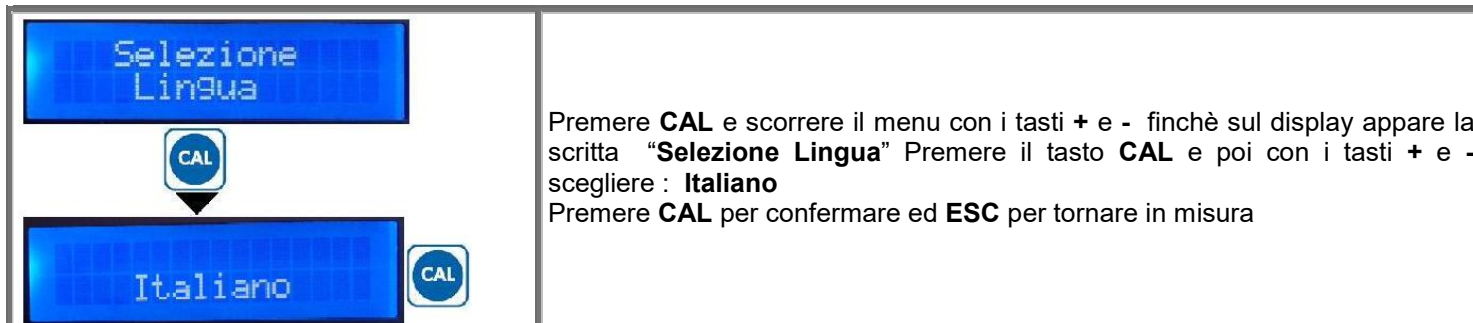 Selezione
Lingua
CAL
Italiano
CAL
Premere CAL e scorrere il menu con i tasti + e - finchè sul display appare la
scritta “Selezione Lingua” Premere il tasto CAL e poi con i tasti + e -
scegliere : Italiano
Premere CAL per confermare ed ESC per tornare in misura